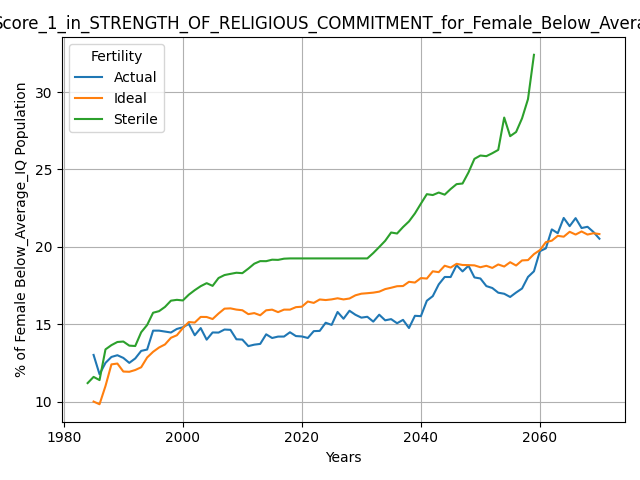 Score_1_in_STRENGTH_OF_RELIGIOUS_COMMITMENT_for_Female_Below_Avera
Fertility
Actual
Ideal
Sterile
% of Female Below_Average_IQ Population
30
25
20
15
10
1980
2000
2020
2040
2060
Years